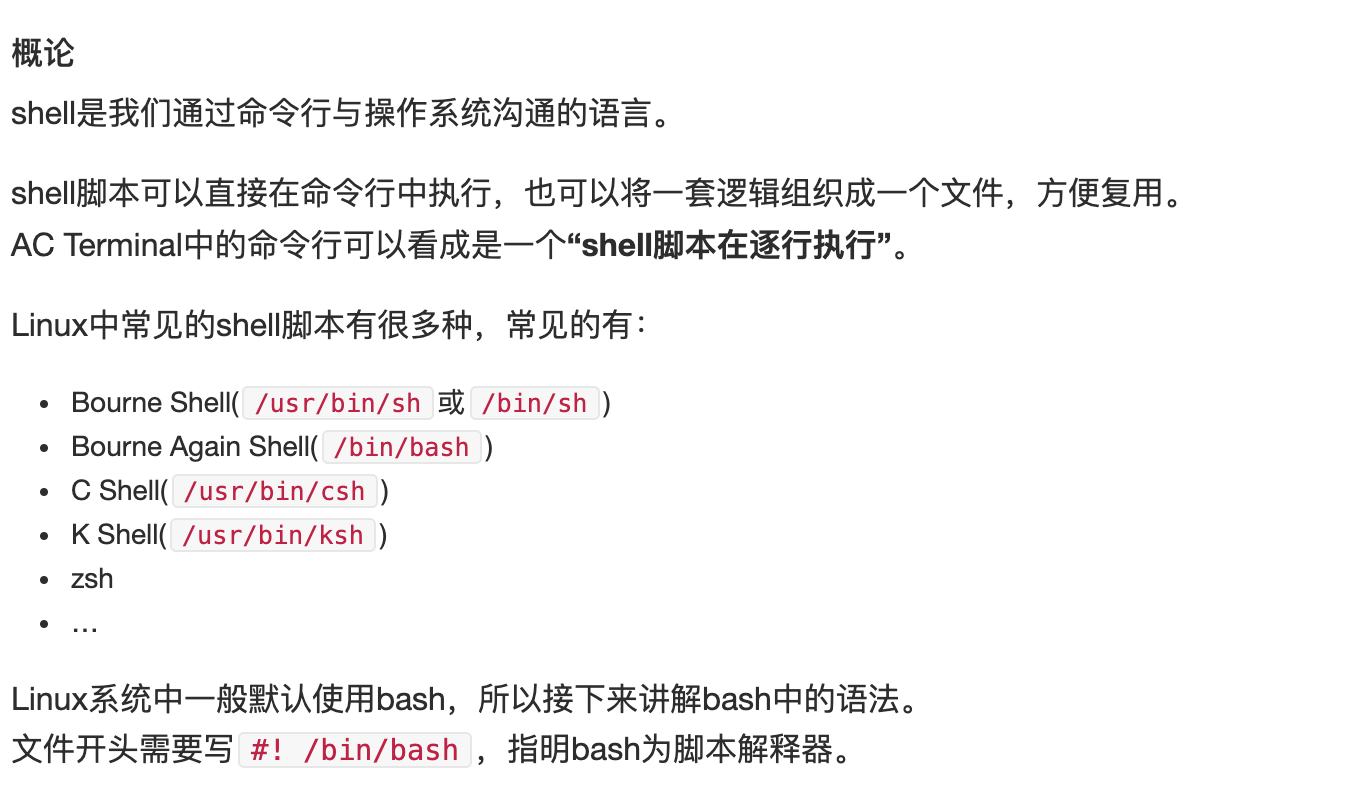 概论
shell是我们通过命令行与操作系统沟通的语言。
shell脚本可以直接在命令行中执行，也可以将一套逻辑组织成一个文件，方便复用。
AC Terminal中的命令行可以看成是一个“shell脚本在逐行执行”。
Linux中常见的shell脚本有很多种，常见的有：
• Bourne Shell(/usr/bin/sh或/bin/sh)
• Bourne Again Shell(/bin/bash)
• C Shell(/usr/bin/csh)
• K Shell(/usr/bin/ksh)
• zsh
• …
Linux系统中一般默认使用bash，所以接下来讲解bash中的语法。
文件开头需要写#! /bin/bash，指明bash为脚本解释器。